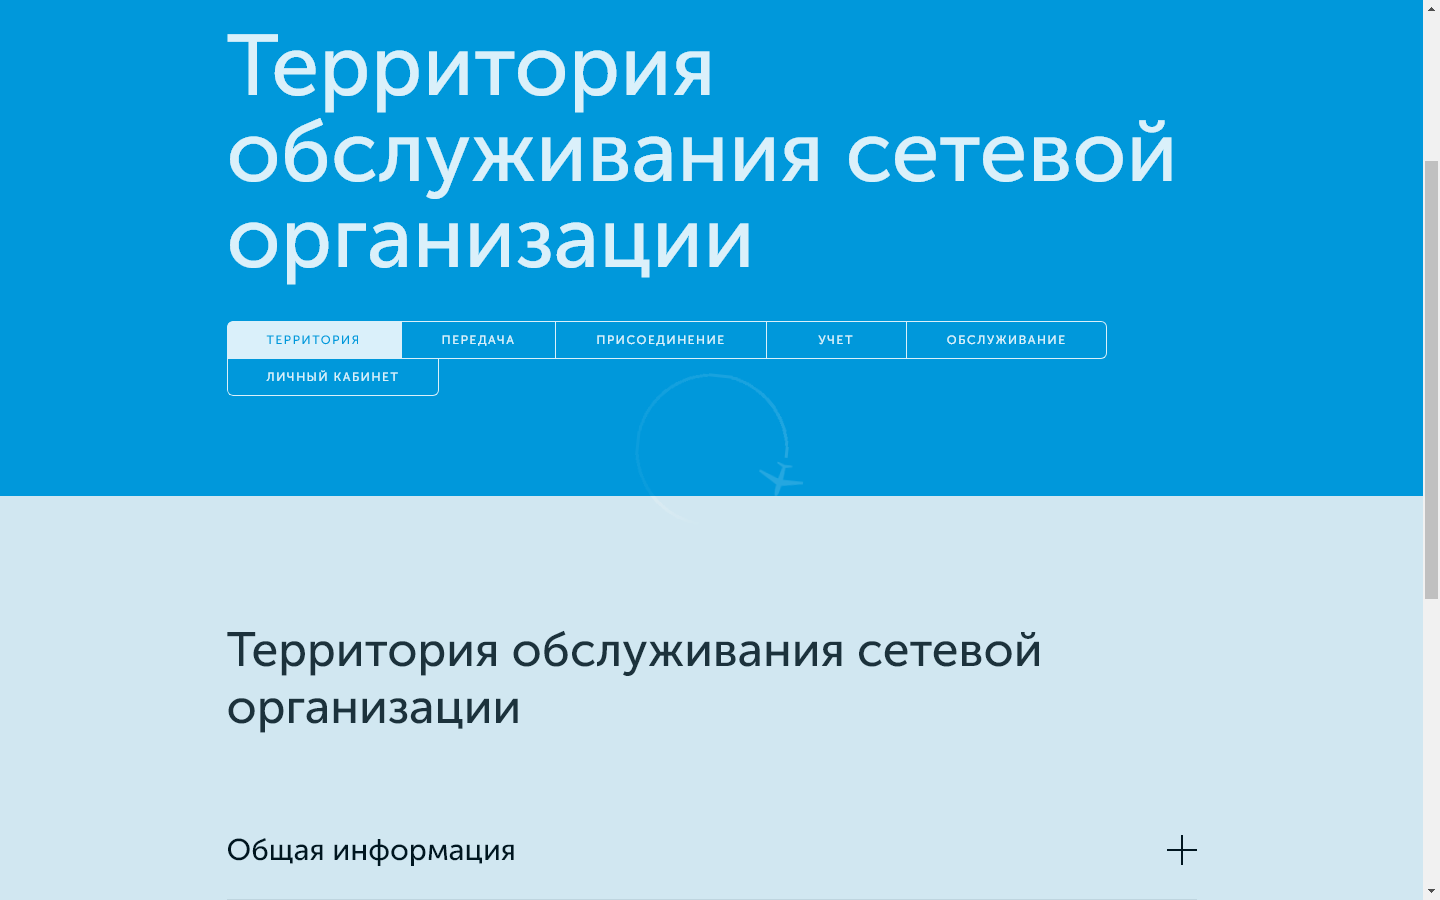 Территория
обслуживания сетевой
организации
ТЕРРИТОРИЯ
ПЕРЕДАЧА
ПРИСОЕДИНЕНИЕ
УЧЕТ
ОБСЛУЖИВАНИЕ
ЛИЧНЫЙ КАБИНЕТ
Территория обслуживания сетевой
организации
Общая информация